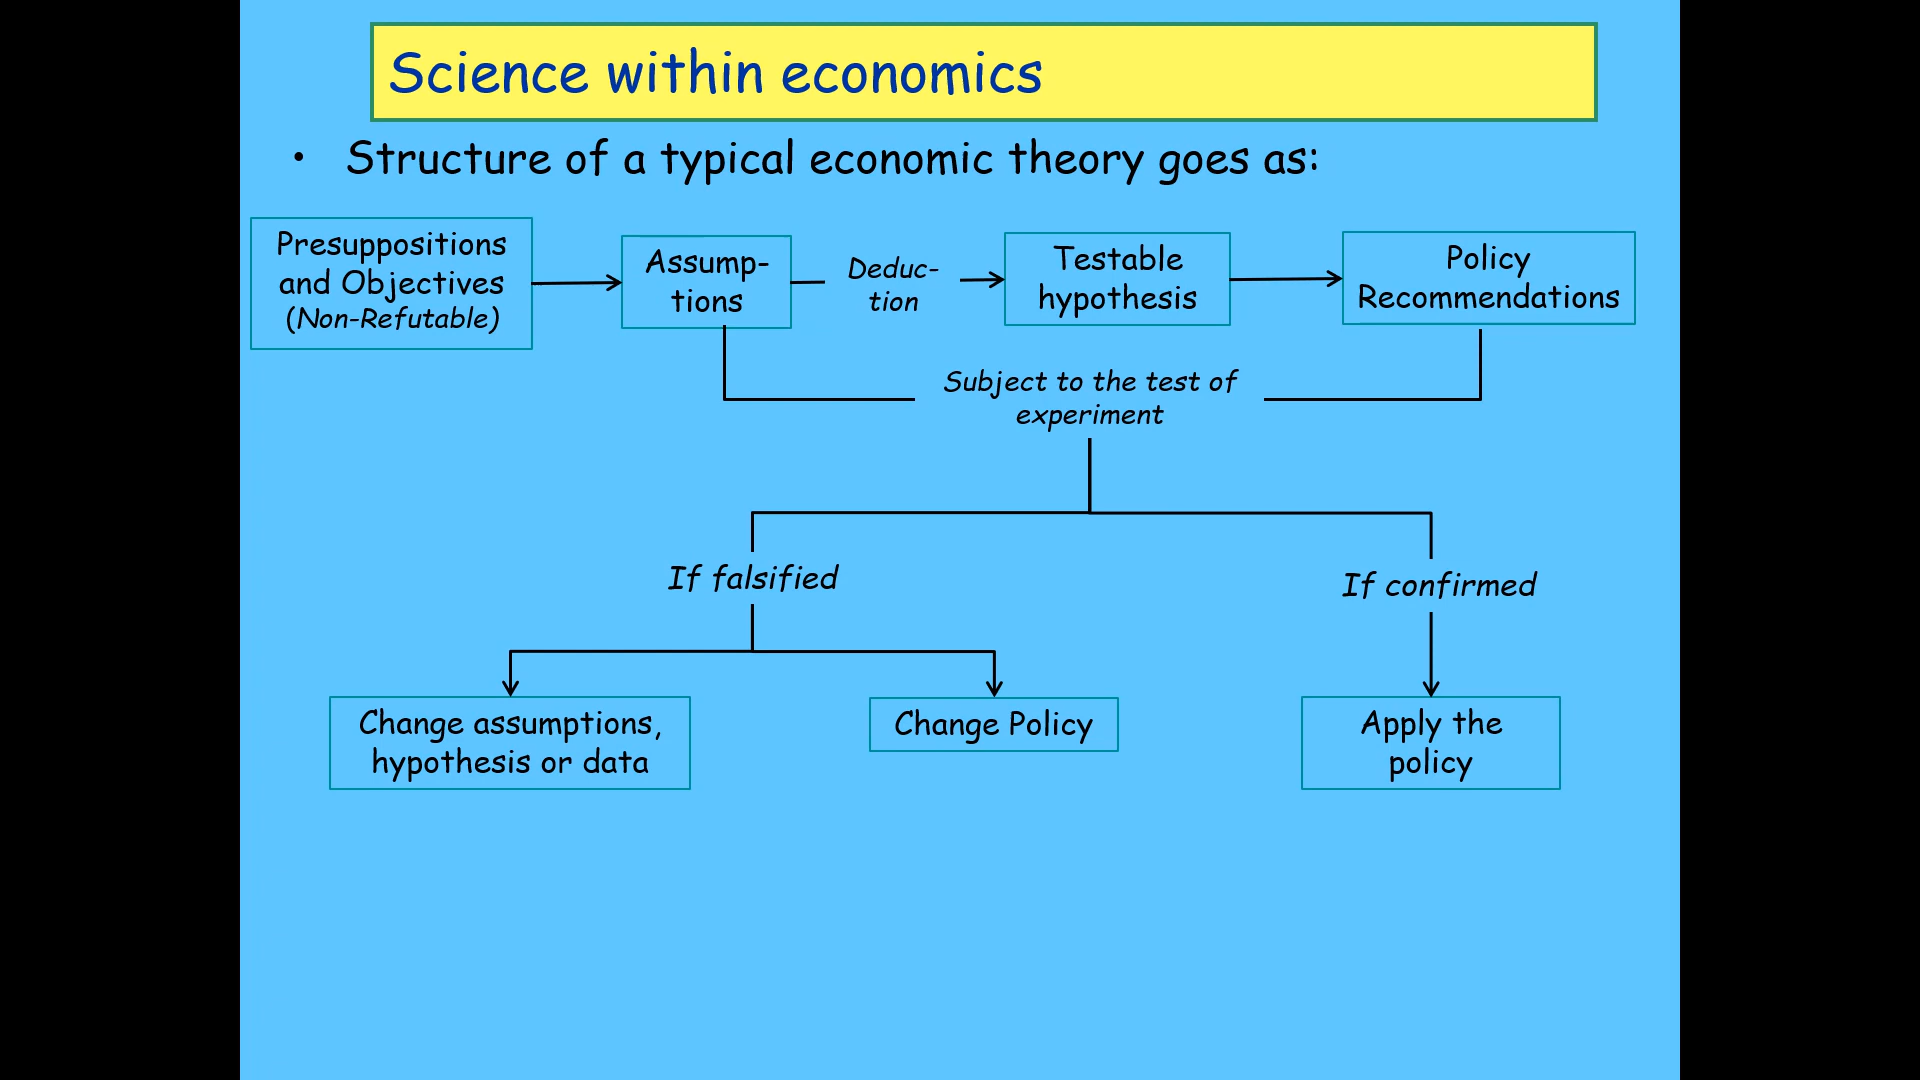 Science within economics
• Structure of a typical economic theory goes as:
Presuppositions
and Objectives
(Non-Refutable)
Assump-
tions
Deduc-
tion
Testable
hypothesis
Policy
Recommendations
Subject to the test of
experiment
If falsified
If confirmed
Change assumptions,
hypothesis or data
Change Policy
Apply the
policy